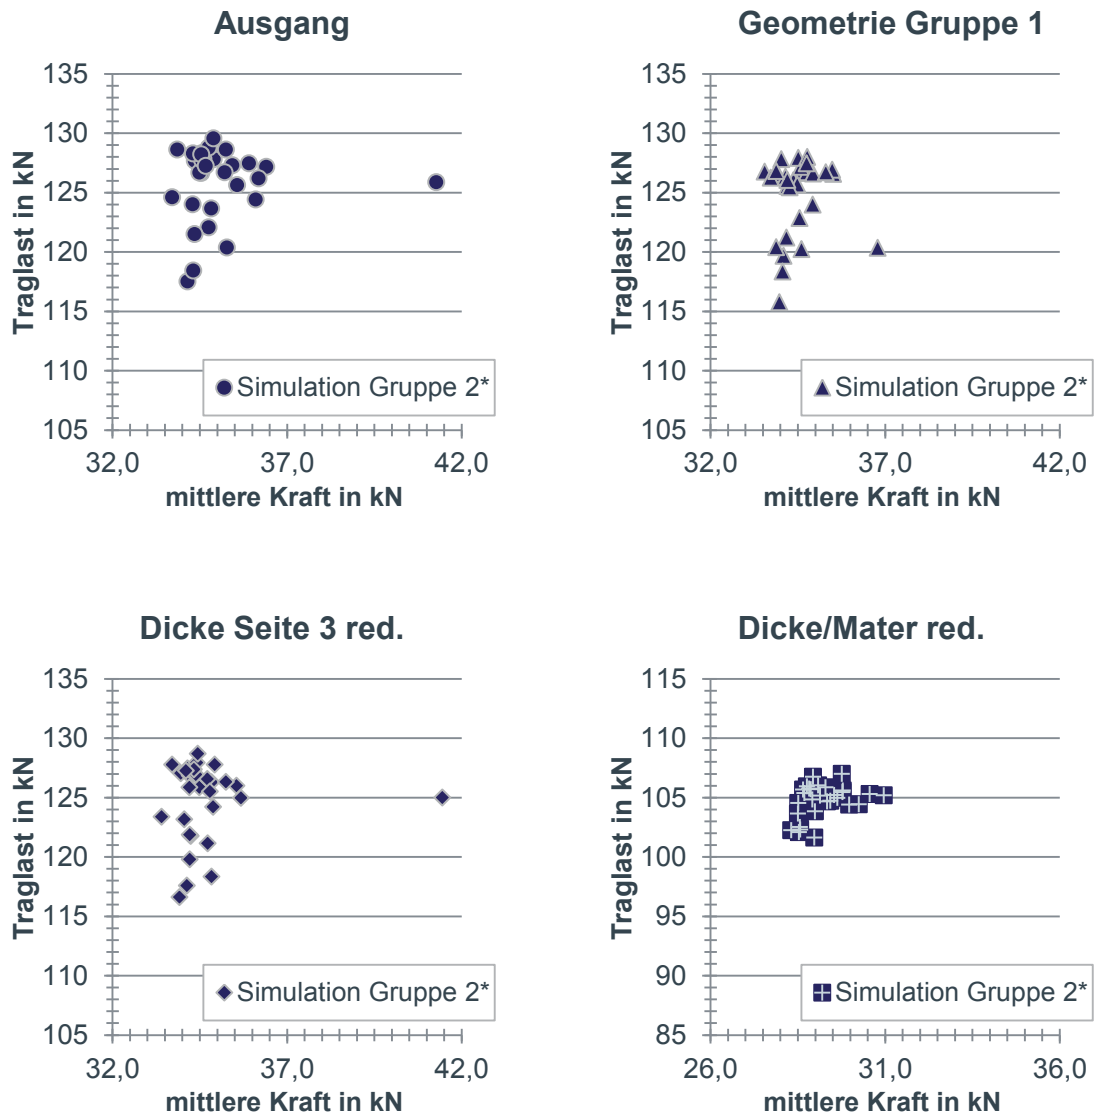 Ausgang
135
130
125
120
115
110
105
Traglast in kN
Simulation Gruppe 2*
32,0 37,0 42,0
mittlere Kraft in kN
Geometrie Gruppe 1
135
130
125
120
115
110
105
Traglast in kN
Simulation Gruppe 2*
32,0 37,0 42,0
mittlere Kraft in kN
Dicke Seite 3 red.
135
130
125
120
115
110
105
Traglast in kN
Simulation Gruppe 2*
32,0 37,0 42,0
mittlere Kraft in kN
Dicke/Mater red.
115
110
105
100
95
90
85
Traglast in kN
Simulation Gruppe 2*
26,0 31,0 36,0
mittlere Kraft in kN